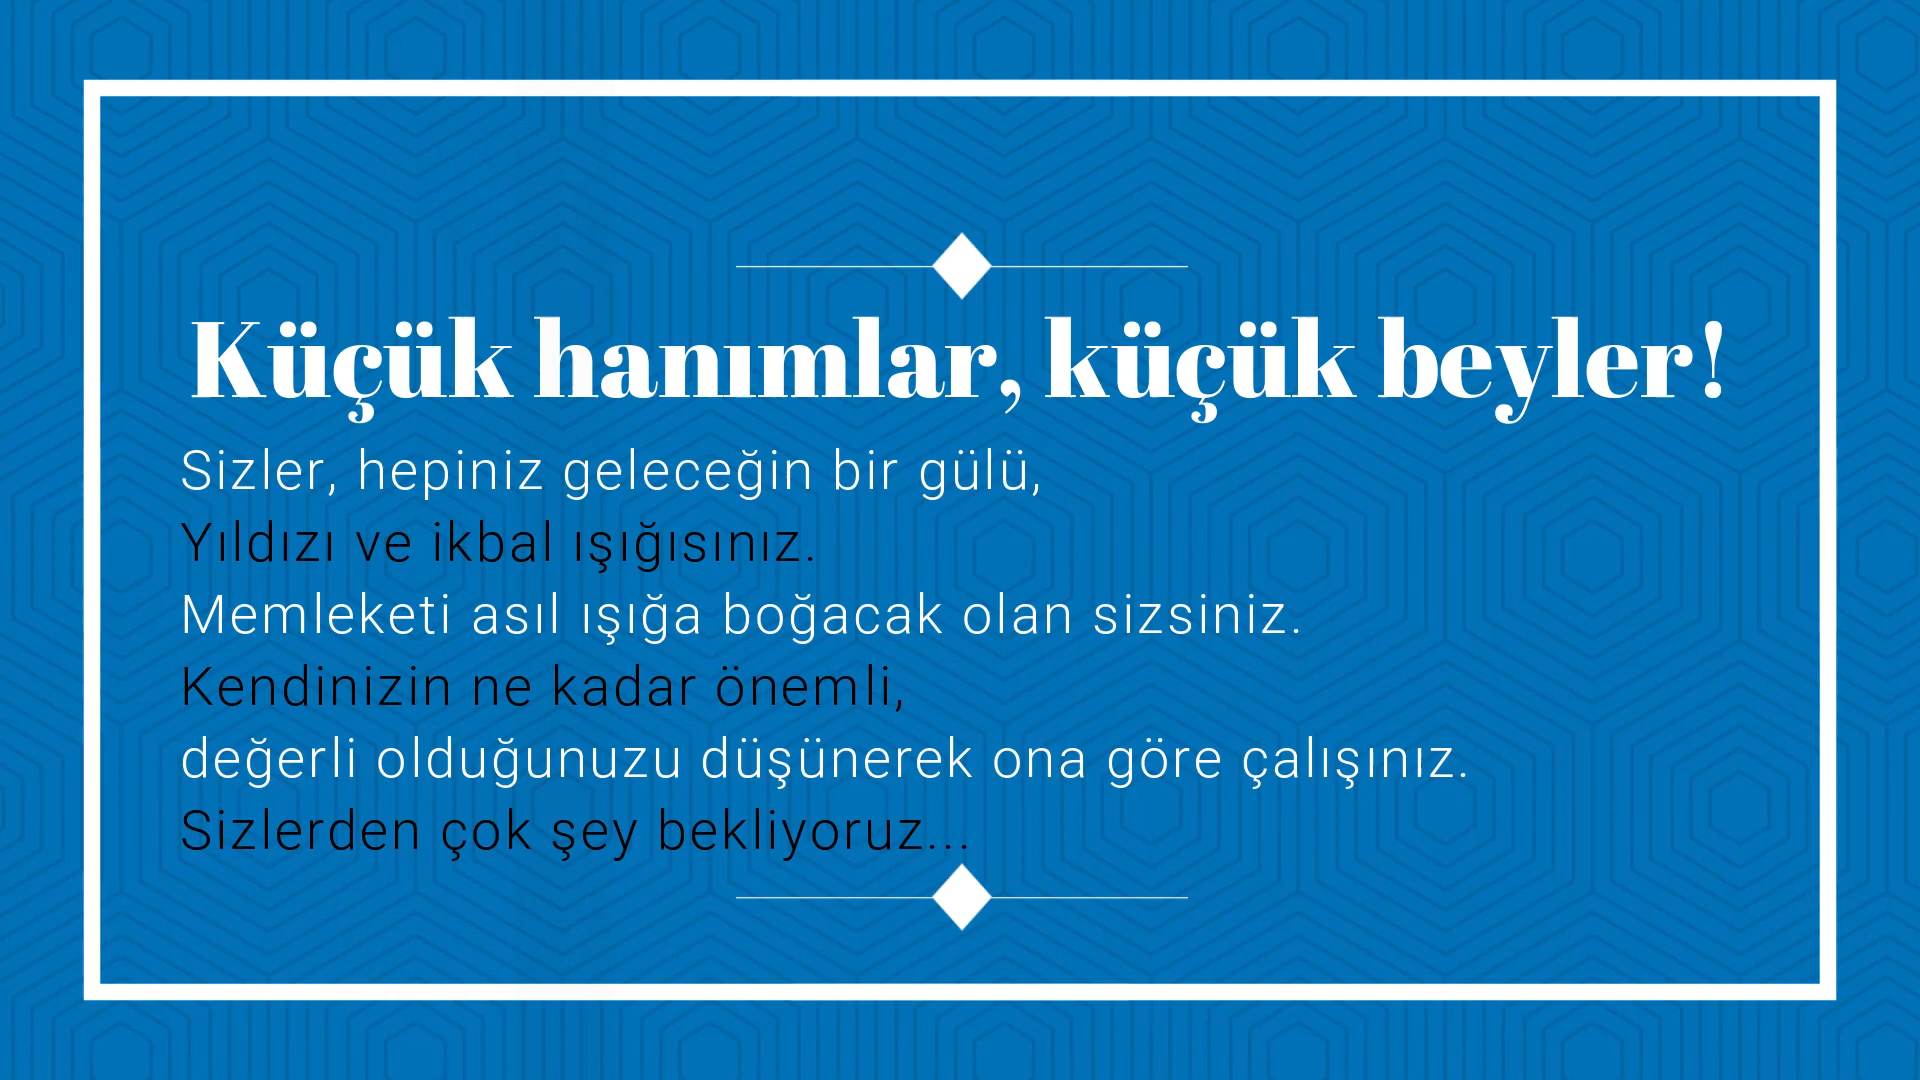 Küçük hanımlar, küçük beyler!
Sizler, hepiniz geleceğin bir gülü,
Yıldızı ve ikbal ışığısınız.
Memleketi asıl ışığa boğacak olan sizsiniz.
Kendinizin ne kadar önemli,
değerli olduğunuzu düşünerek ona göre çalışınız.
Sizlerden çok şey bekliyoruz...